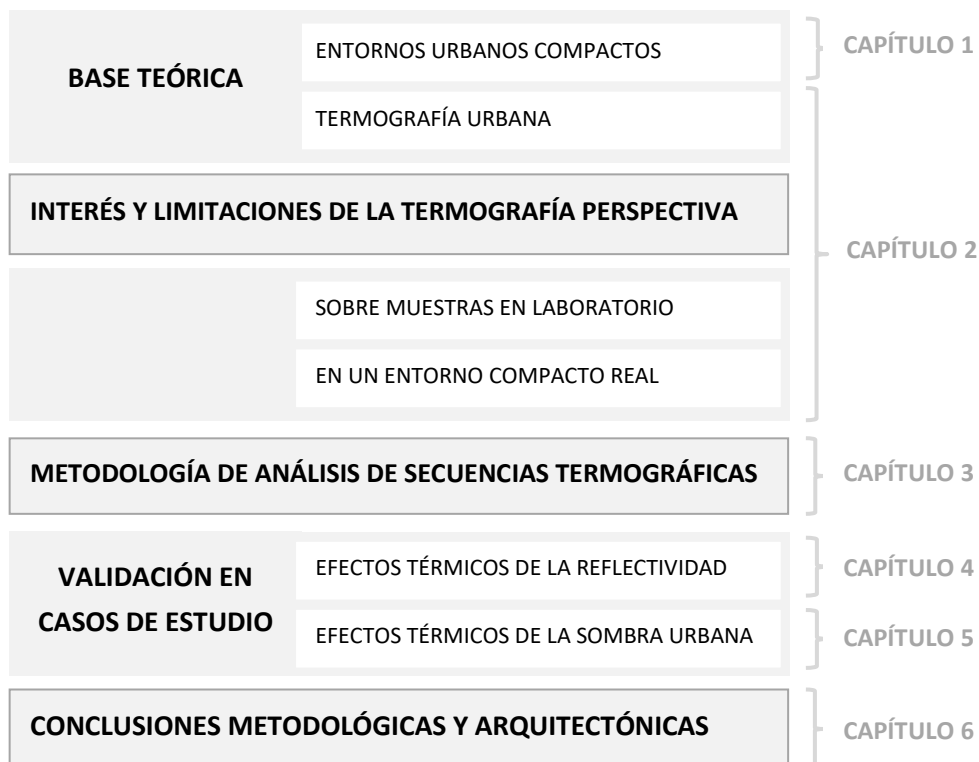 BASE TEÓRICA
ENTORNOS URBANOS COMPACTOS
CAPÍTULO 1
TERMOGRAFÍA URBANA
INTERÉS Y LIMITACIONES DE LA TERMOGRAFÍA PERSPECTIVA
CAPÍTULO 2
SOBRE MUESTRAS EN LABORATORIO
EN UN ENTORNO COMPACTO REAL
METODOLOGÍA DE ANÁLISIS DE SECUENCIAS TERMOGRÁFICAS
CAPÍTULO 3
VALIDACIÓN EN
CASOS DE ESTUDIO
EFECTOS TÉRMICOS DE LA REFLECTIVIDAD
CAPÍTULO 4
EFECTOS TÉRMICOS DE LA SOMBRA URBANA
CAPÍTULO 5
CONCLUSIONES METODOLÓGICAS Y ARQUITECTÓNICAS
CAPÍTULO 6